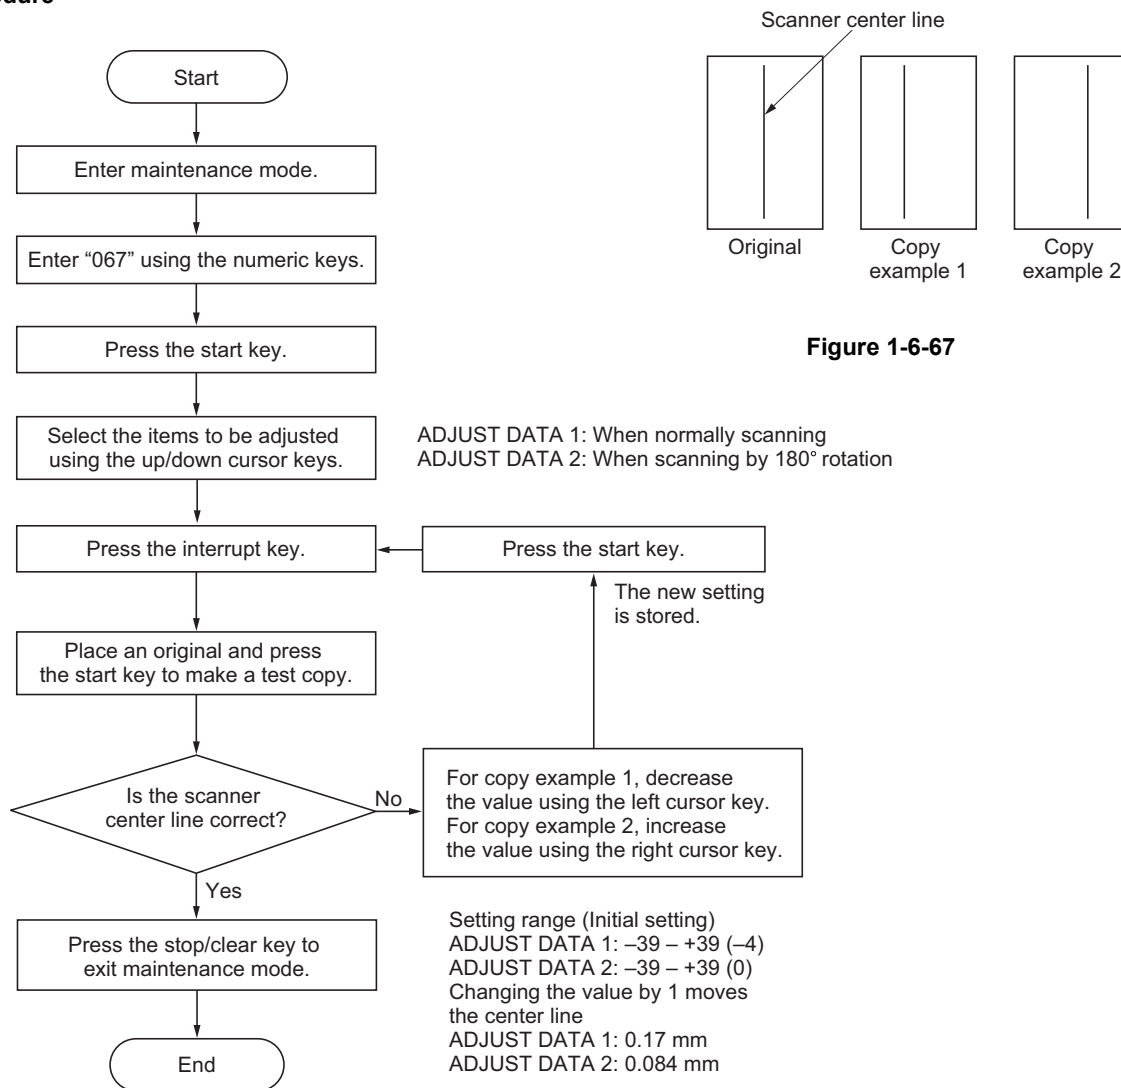 Start
Enter maintenance mode.
Enter “067” using the numeric keys.
Press the start key.
Select the items to be adjusted
using the up/down cursor keys.
ADJUST DATA 1: When normally scanning
ADJUST DATA 2: When scanning by 180° rotation
Press the interrupt key.
Press the start key.
The new setting
is stored.
Place an original and press
the start key to make a test copy.
Is the scanner
center line correct?
No
For copy example 1, decrease
the value using the left cursor key.
For copy example 2, increase
the value using the right cursor key.
Yes
Press the stop/clear key to
exit maintenance mode.
End
Setting range (Initial setting)
ADJUST DATA 1: –39 – +39 (–4)
ADJUST DATA 2: –39 – +39 (0)
Changing the value by 1 moves
the center line
ADJUST DATA 1: 0.17 mm
ADJUST DATA 2: 0.084 mm
Scanner center line
Original
Copy
example 1
Copy
example 2
Figure 1-6-67